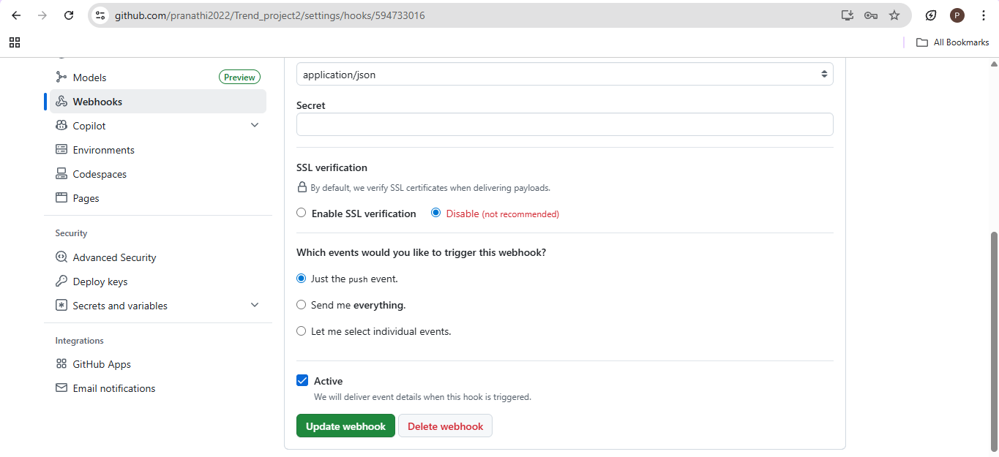 github.com/pranathi2022/Trend_project2/settings/hooks/594733016
P
All Bookmarks
Models
Preview
Webhooks
Copilot
Environments
Codespaces
Pages
Security
Advanced Security
Deploy keys
Secrets and variables
Integrations
GitHub Apps
Email notifications
application/json
Secret
SSL verification
By default, we verify SSL certificates when delivering payloads.
Enable SSL verification
Disable (not recommended)
Which events would you like to trigger this webhook?
Just the push event.
Send me everything.
Let me select individual events.
Active
We will deliver event details when this hook is triggered.
Update webhook
Delete webhook